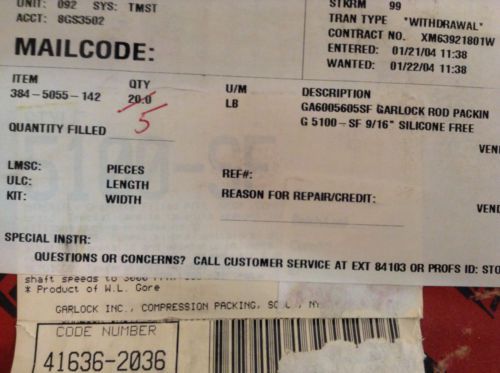 UNIT: 092 SYS: TMST
ACCT: 8GS3502
MAILCODE:
STKRM 99
TRAN TYPE "WITHDRAWAL"
CONTRACT NO. XM63921801W
ENTERED: 01/21/04 11:38
WANTED: 01/22/04 11:38
ITEM QTY U/M DESCRIPTION
384-5055-142 20.0 LB GA6005605SF GARLOCK ROD PACKIN
5 G 5100-SF 9/16" SILICONE FREE
QUANTITY FILLED
VEN
LMSC: PIECES REF#:
ULC: LENGTH REASON FOR REPAIR/CREDIT:
KIT: WIDTH
VEN
SPECIAL INSTR:
QUESTIONS OR CONCERNS? CALL CUSTOMER SERVICE AT EXT 84103 OR PROFS ID: STO
shaft speeds to
* Product of W.L. Gore
GARLOCK INC., COMPRESSION PACKING, NY
CODE NUMBER
41636-2036